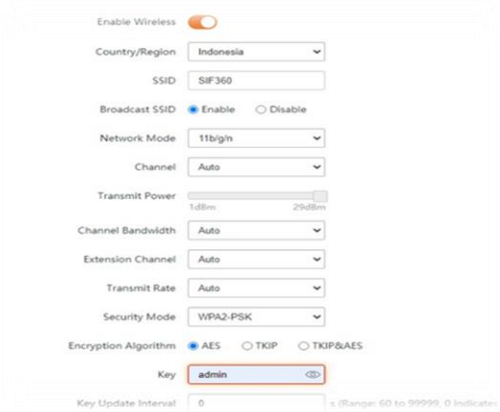 Enable Wireless
Country/Region Indonesia
SSID SIF360
Broadcast SSID Enable Disable
Network Mode 11b/g/n
Channel Auto
Transmit Power
1dBm 29dBm
Channel Bandwidth Auto
Extension Channel Auto
Transmit Rate Auto
Security Mode WPA2-PSK
Encryption Algorithm AES TKIP TKIP&AES
Key admin
Key Update Interval 0 s (Range: 60 to 99999, 0 indicates